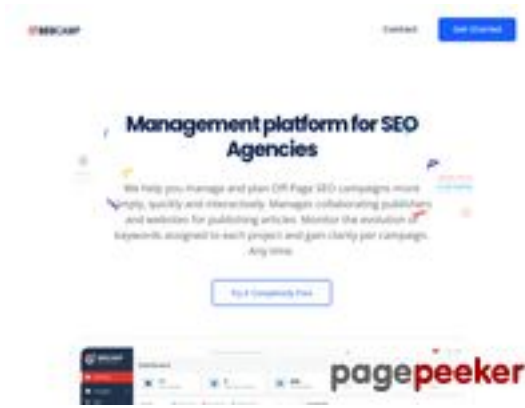 SEOCAMP
Contact
Get Started
Management platform for SEO
Agencies
We help you manage and plan Off-Page SEO campaigns more
simply, quickly and interactively. Manages collaborating publishers
and websites for publishing articles. Monitor the evolution of
keywords assigned to each project and gain clarity per campaign.
Any time.
Try it Completely Free
Dashboard
pagepeeker